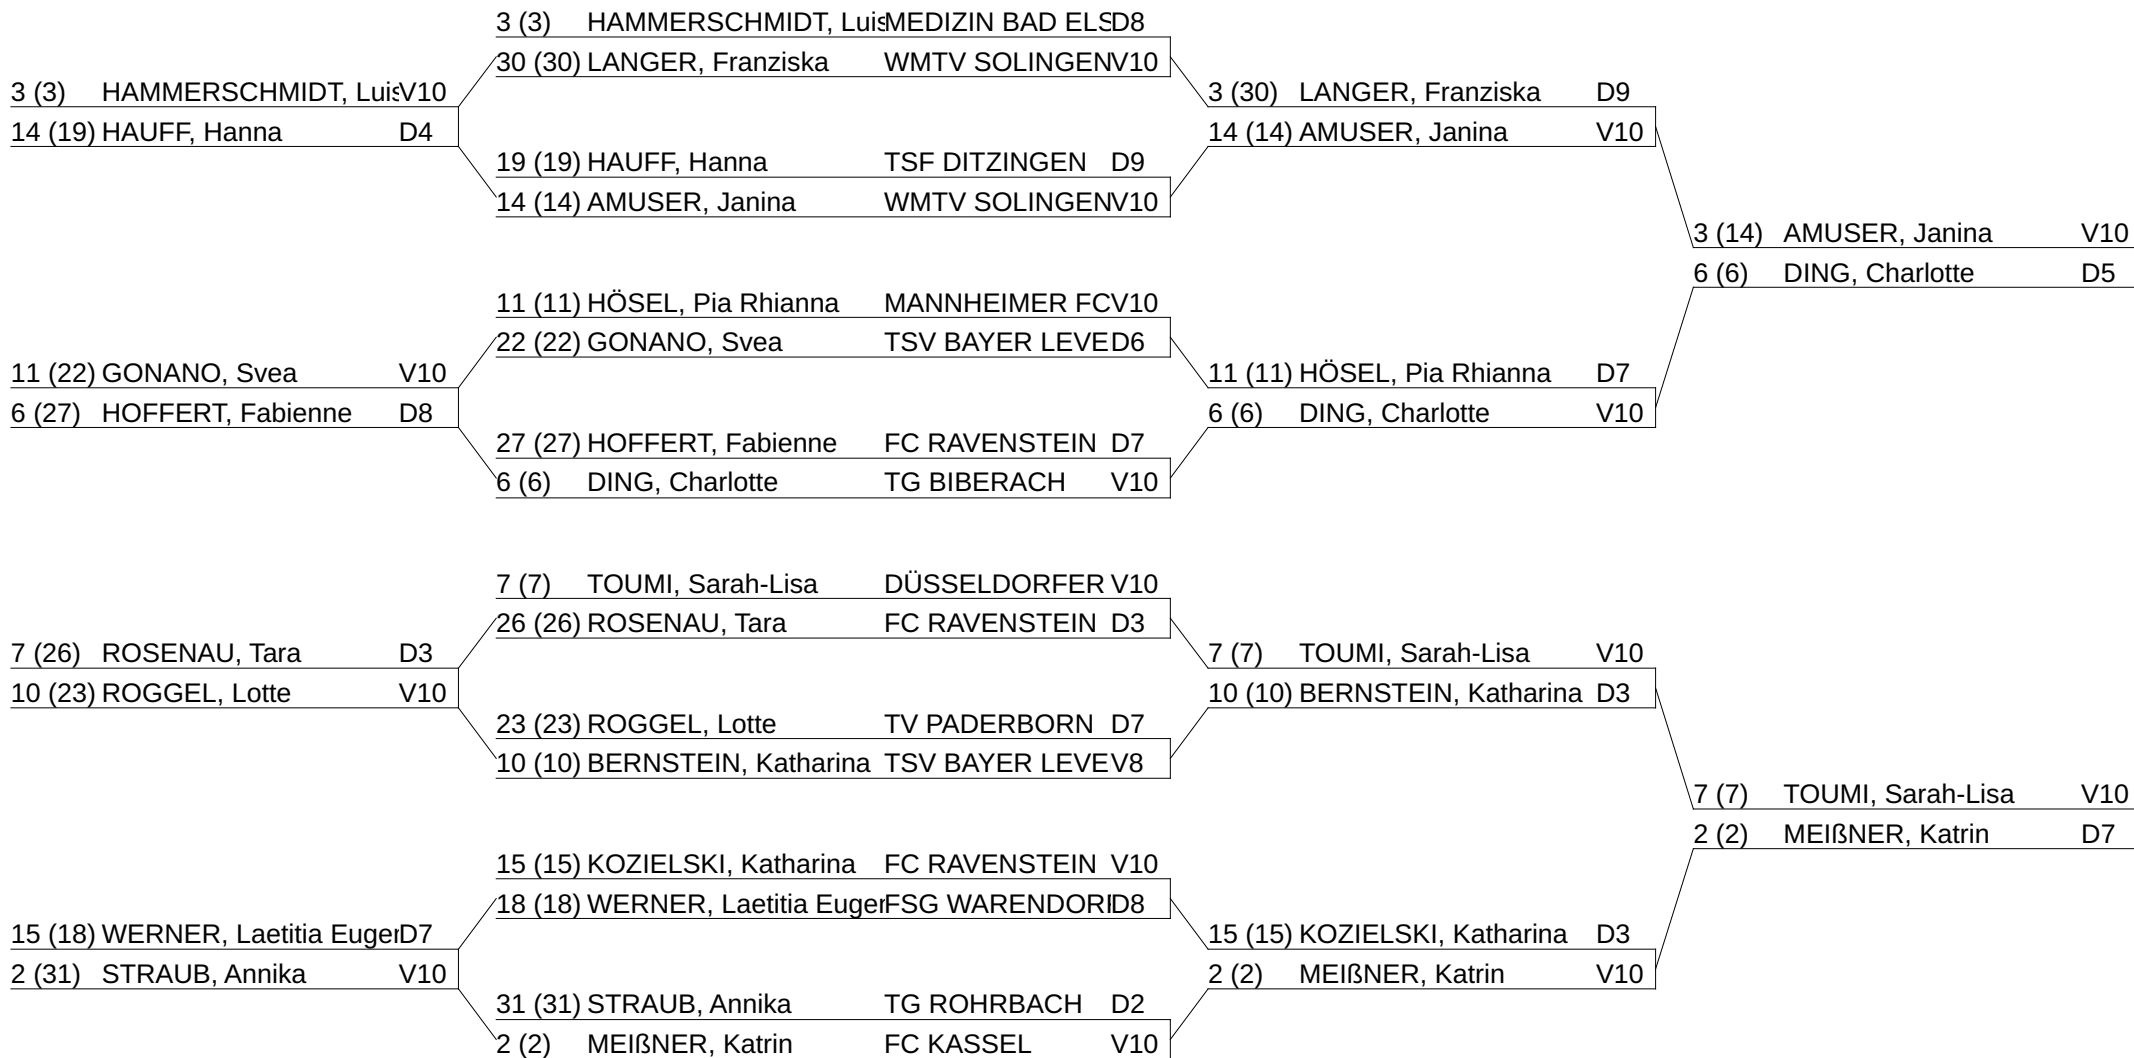 3 (3) HAMMERSCHMIDT, Luis MEDIZIN BAD ELS D8
30 (30) LANGER, Franziska WMTV SOLINGEN V10
3 (3) HAMMERSCHMIDT, Luis V10
14 (19) HAUFF, Hanna D4
3 (30) LANGER, Franziska D9
14 (14) AMUSER, Janina V10
19 (19) HAUFF, Hanna TSF DITZINGEN D9
14 (14) AMUSER, Janina WMTV SOLINGEN V10
3 (14) AMUSER, Janina V10
6 (6) DING, Charlotte D5
11 (11) HÖSEL, Pia Rhianna MANNHEIMER FC V10
22 (22) GONANO, Svea TSV BAYER LEVE D6
11 (22) GONANO, Svea V10
6 (27) HOFFERT, Fabienne D8
11 (11) HÖSEL, Pia Rhianna D7
6 (6) DING, Charlotte V10
27 (27) HOFFERT, Fabienne FC RAVENSTEIN D7
6 (6) DING, Charlotte TG BIBERACH V10
7 (7) TOUMI, Sarah-Lisa DÜSSELDORFER V10
26 (26) ROSENAU, Tara FC RAVENSTEIN D3
7 (26) ROSENAU, Tara D3
10 (23) ROGGEL, Lotte V10
7 (7) TOUMI, Sarah-Lisa V10
10 (10) BERNSTEIN, Katharina D3
23 (23) ROGGEL, Lotte TV PADERBORN D7
10 (10) BERNSTEIN, Katharina TSV BAYER LEVE V8
7 (7) TOUMI, Sarah-Lisa V10
2 (2) MEIßNER, Katrin D7
15 (15) KOZIELSKI, Katharina FC RAVENSTEIN V10
18 (18) WERNER, Laetitia Euger FSG WARENDORF D8
15 (18) WERNER, Laetitia Euger D7
2 (31) STRAUB, Annika V10
15 (15) KOZIELSKI, Katharina D3
2 (2) MEIßNER, Katrin V10
31 (31) STRAUB, Annika TG ROHRBACH D2
2 (2) MEIßNER, Katrin FC KASSEL V10